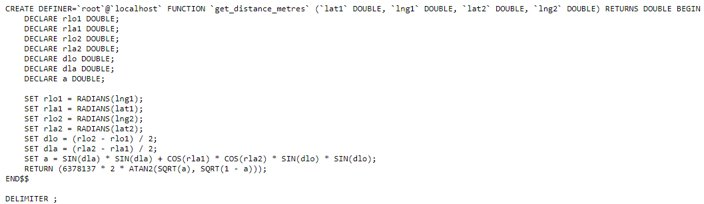 CREATE DEFINER=`root`@`localhost` FUNCTION `get_distance_metres` (`lat1` DOUBLE, `lng1` DOUBLE, `lat2` DOUBLE, `lng2` DOUBLE) RETURNS DOUBLE BEGIN
    DECLARE rlo1 DOUBLE;
    DECLARE rla1 DOUBLE;
    DECLARE rlo2 DOUBLE;
    DECLARE rla2 DOUBLE;
    DECLARE dlo DOUBLE;
    DECLARE dla DOUBLE;
    DECLARE a DOUBLE;

    SET rlo1 = RADIANS(lng1);
    SET rla1 = RADIANS(lat1);
    SET rlo2 = RADIANS(lng2);
    SET rla2 = RADIANS(lat2);
    SET dlo = (rlo2 - rlo1) / 2;
    SET dla = (rla2 - rla1) / 2;
    SET a = SIN(dla) * SIN(dla) + COS(rla1) * COS(rla2) * SIN(dlo) * SIN(dlo);
    RETURN (6378137 * 2 * ATAN2(SQRT(a), SQRT(1 - a)));
END$$

DELIMITER ;